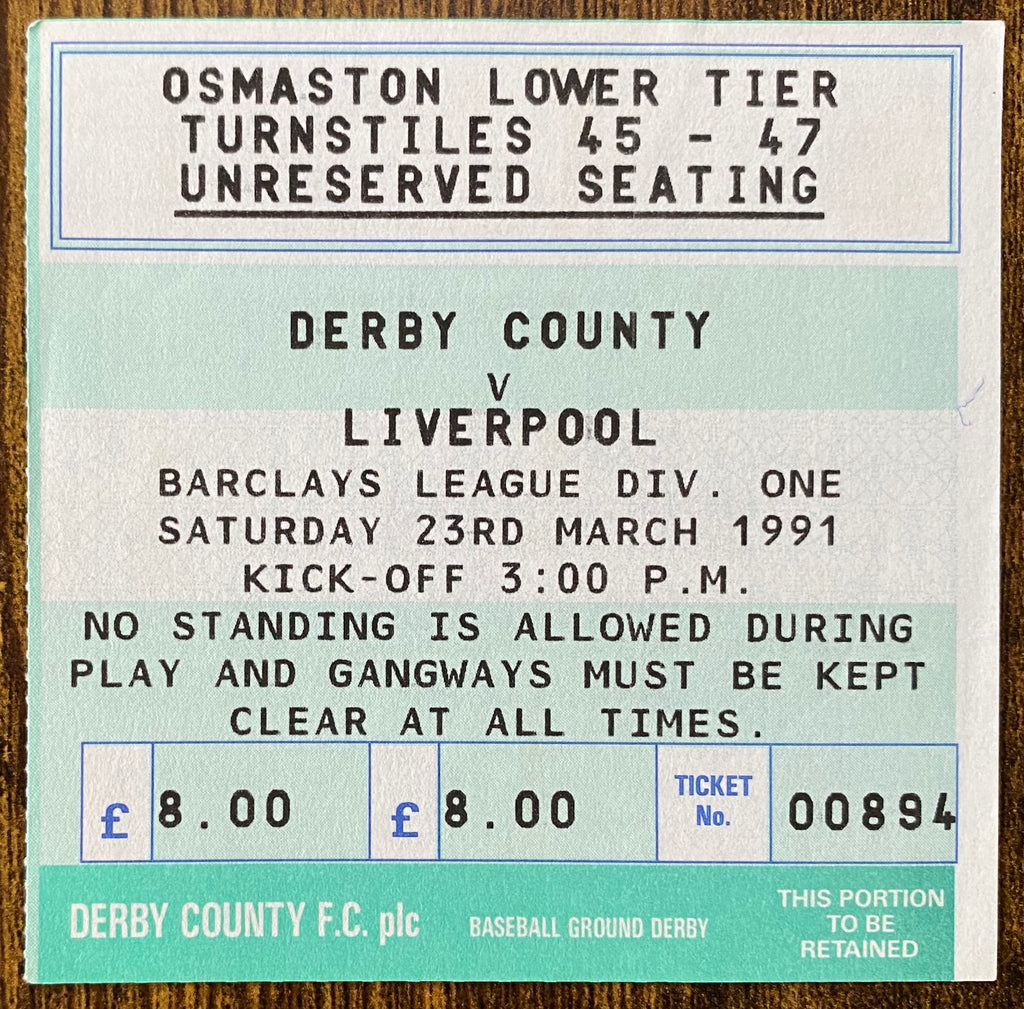 OSMASTON LOWER TIER
TURNSTILES 45 - 47
UNRESERVED SEATING
DERBY COUNTY
V
LIVERPOOL
BARCLAYS LEAGUE DIV. ONE
SATURDAY 23RD MARCH 1991
KICK-OFF 3:00 P.M.
NO STANDING IS ALLOWED DURING
PLAY AND GANGWAYS MUST BE KEPT
CLEAR AT ALL TIMES.
£ 8.00 £ 8.00 TICKET No. 00894
DERBY COUNTY F.C. plc BASEBALL GROUND DERBY
THIS PORTION
TO BE
RETAINED